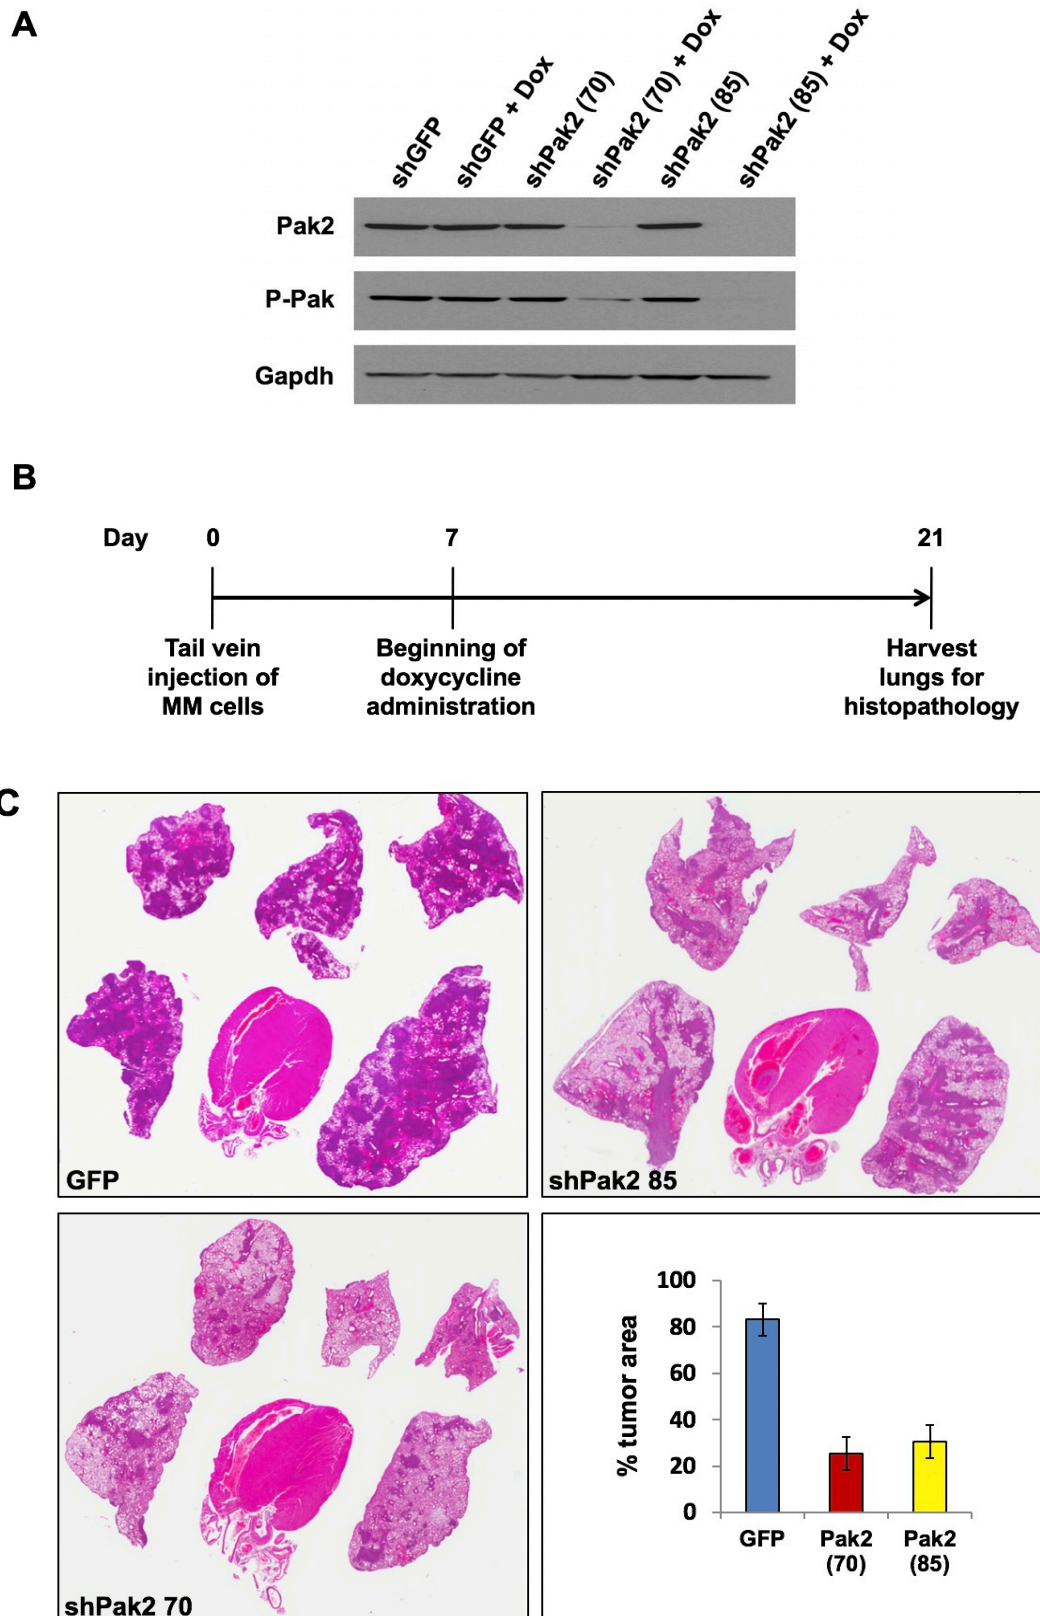 A
shGFP
shGFP + Dox
shPak2 (70)
shPak2 (70) + Dox
shPak2 (85)
shPak2 (85) + Dox
Pak2
P-Pak
Gapdh
B
Day 0 7 21
Tail vein
injection of
MM cells
Beginning of
doxycycline
administration
Harvest
lungs for
histopathology
C
GFP
shPak2 85
shPak2 70
% tumor area
100
80
60
40
20
0
GFP
Pak2
(70)
Pak2
(85)